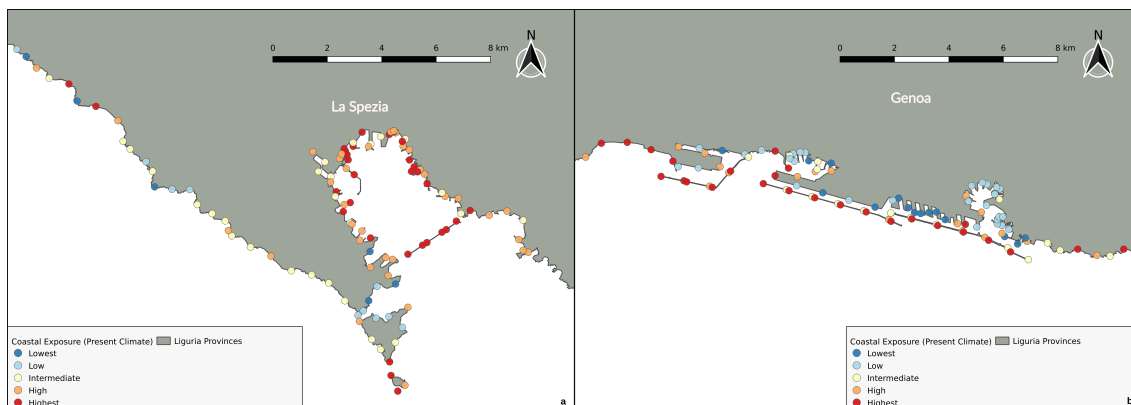 N
0 2 4 6 8 km
La Spezia
Coastal Exposure (Present Climate) Liguria Provinces
Lowest
Low
Intermediate
High
Highest
a
N
0 2 4 6 8 km
Genoa
Coastal Exposure (Present Climate) Liguria Provinces
Lowest
Low
Intermediate
High
Highest
b